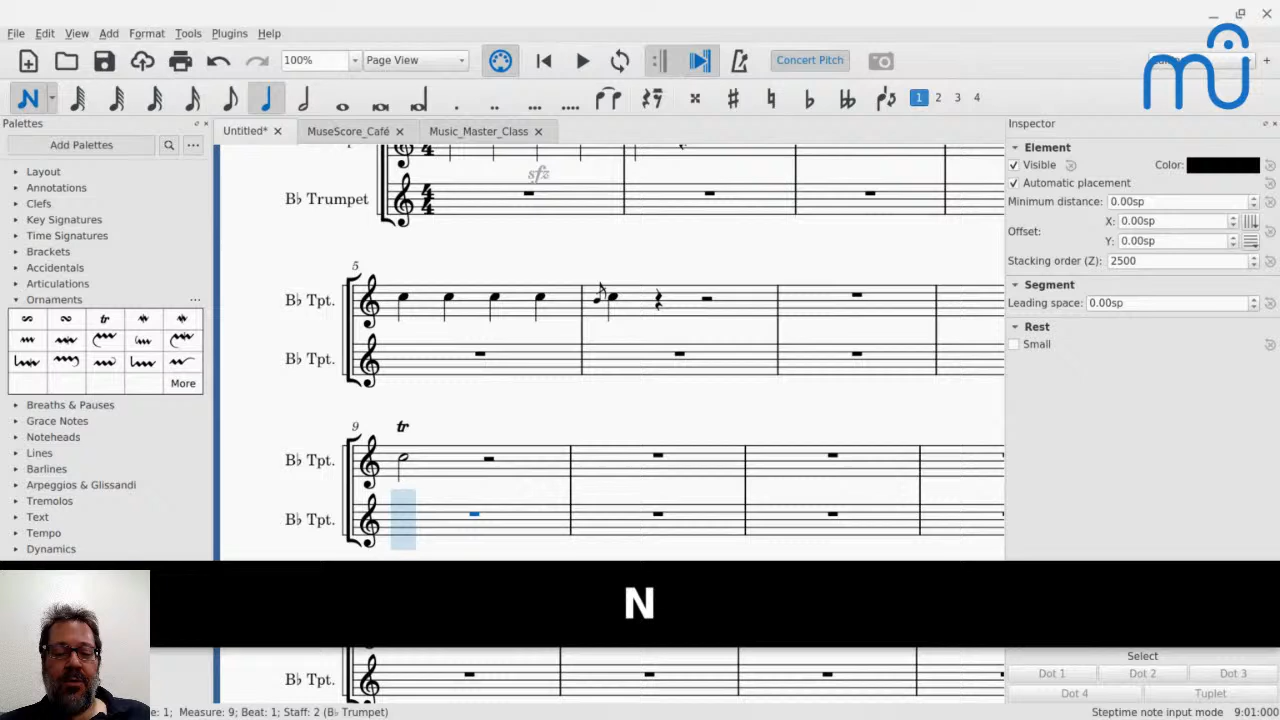 File Edit View Add Format Tools Plugins Help
100% Page View Concert Pitch
1 2 3 4
Palettes
Untitled* MuseScore_Café Music_Master_Class
Inspector
Add Palettes
Element
Visible Color:
Automatic placement
Minimum distance: 0.00sp
Offset: X: 0.00sp
Y: 0.00sp
Stacking order (Z): 2500
Segment
Leading space: 0.00sp
Rest
Small
Layout
Annotations
Clefs
Key Signatures
Time Signatures
Brackets
Accidentals
Articulations
Ornaments
tr
More
Breaths & Pauses
Grace Notes
Noteheads
Lines
Barlines
Arpeggios & Glissandi
Tremolos
Text
Tempo
Dynamics
sfz
B♭ Trumpet
5
B♭ Tpt.
B♭ Tpt.
9
tr
B♭ Tpt.
B♭ Tpt.
N
B♭ Tpt.
Select
Dot 1 Dot 2 Dot 3
Dot 4 Tuplet
1; Measure: 9; Beat: 1; Staff: 2 (B♭ Trumpet)
Steptime note input mode 9:01:000